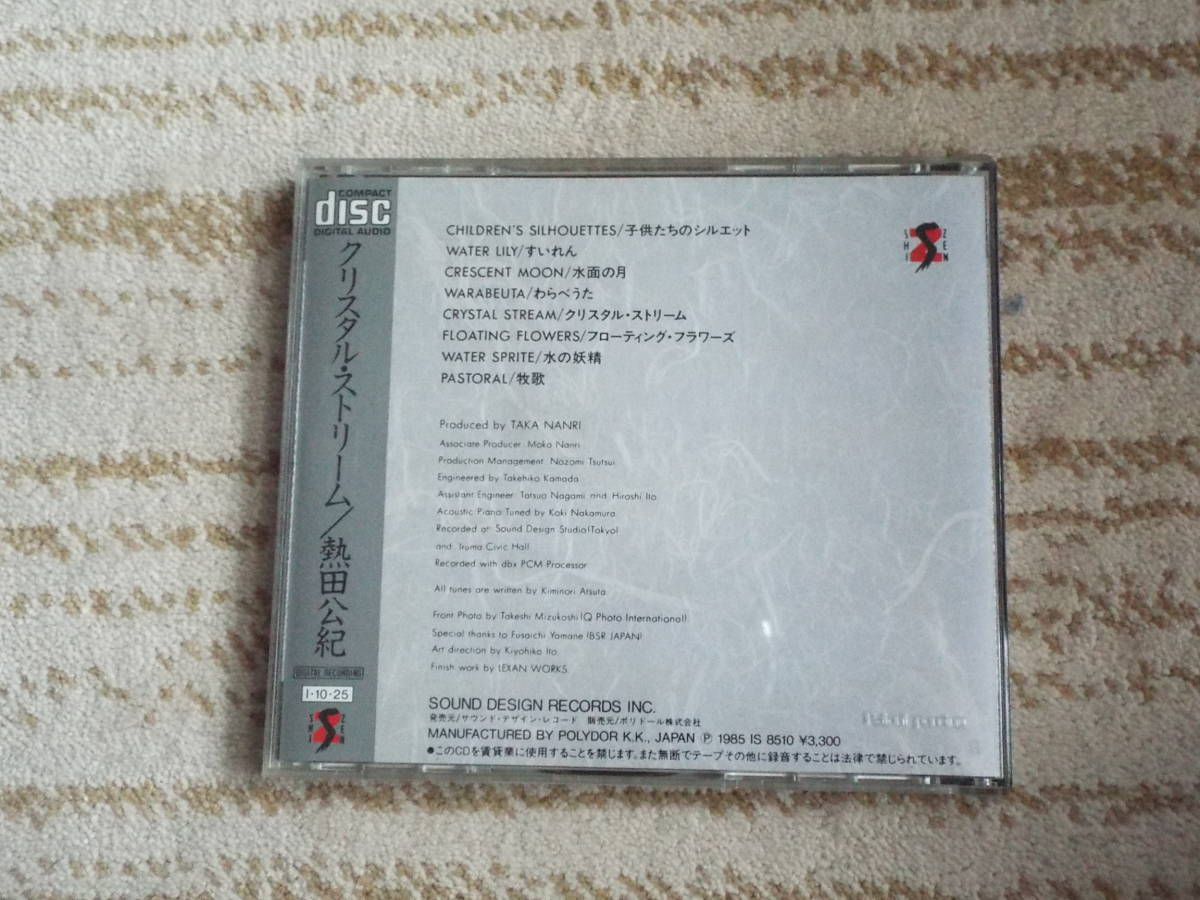 COMPACT
disc
DIGITAL AUDIO
クリスタル・ストリーム/熱田公紀
DIGITAL RECORDING
I・10・25
SHI ZEN
CHILDREN'S SILHOUETTES/子供たちのシルエット
WATER LILY/すいれん
CRESCENT MOON/水面の月
WARABEUTA/わらべうた
CRYSTAL STREAM/クリスタル・ストリーム
FLOATING FLOWERS/フローティング・フラワーズ
WATER SPRITE/水の妖精
PASTORAL/牧歌
SHI ZEN
Produced by TAKA NANRI
Associate Producer: Mako Nanri
Production Management: Nozomi Tsutsui
Engineered by Takehiko Kamada
Assistant Engineer: Tatsuo Nagami and Hiroshi Ito
Acoustic Piano Tuned by Koki Nakamura
Recorded at Sound Design Studio(Tokyo)
and Iruma Civic Hall
Recorded with dbx PCM Processor
All tunes are written by Kiminori Atsuta
Front Photo by Takeshi Mizukoshi(Q Photo International)
Special thanks to Fusaichi Yamane (BSR JAPAN)
Art direction by Kiyohiko Ito
Finish work by LEXAN WORKS
SOUND DESIGN RECORDS INC.
発売元/サウンド・デザイン・レコード 販売元/ポリドール株式会社
MANUFACTURED BY POLYDOR K.K., JAPAN Ⓟ 1985 IS 8510 ¥3,300
●このCDを賃貸業に使用することを禁じます。また無断でテープその他に録音することは法律で禁じられています。